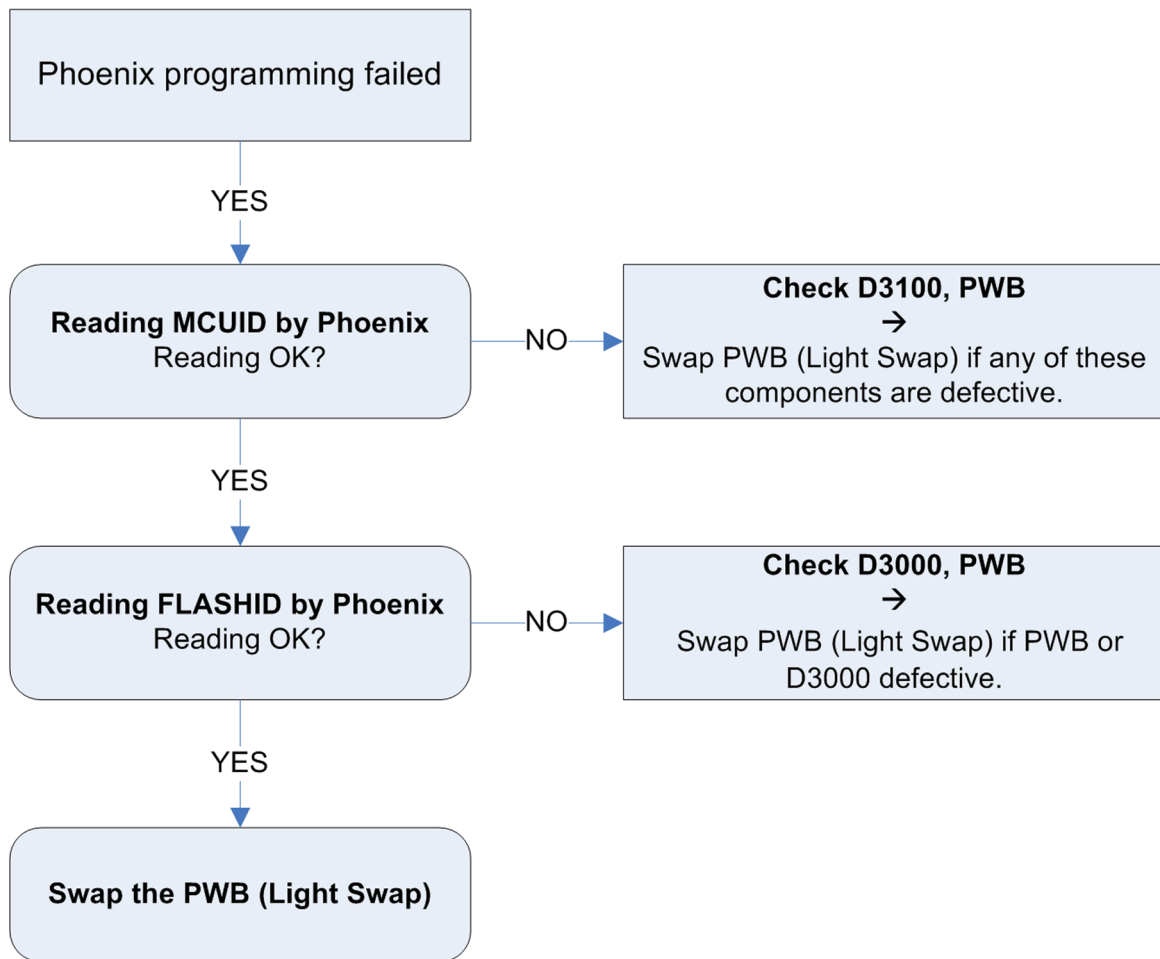 Phoenix programming failed
YES
Reading MCUID by Phoenix
Reading OK?
NO
Check D3100, PWB
→
Swap PWB (Light Swap) if any of these
components are defective.
YES
Reading FLASHID by Phoenix
Reading OK?
NO
Check D3000, PWB
→
Swap PWB (Light Swap) if PWB or
D3000 defective.
YES
Swap the PWB (Light Swap)